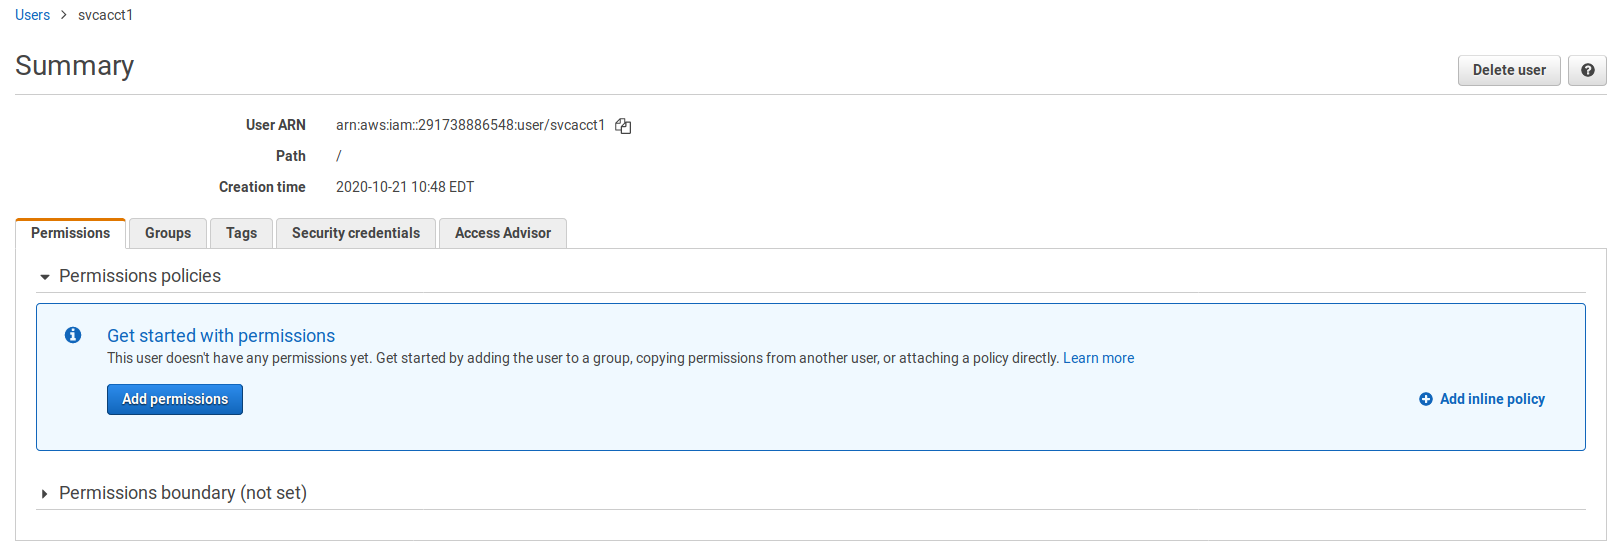 Users > svcacct1
Summary
Delete user
?
User ARN arn:aws:iam::291738886548:user/svcacct1
Path /
Creation time 2020-10-21 10:48 EDT
Permissions Groups Tags Security credentials Access Advisor
Permissions policies
Get started with permissions
This user doesn't have any permissions yet. Get started by adding the user to a group, copying permissions from another user, or attaching a policy directly. Learn more
Add permissions
Add inline policy
Permissions boundary (not set)